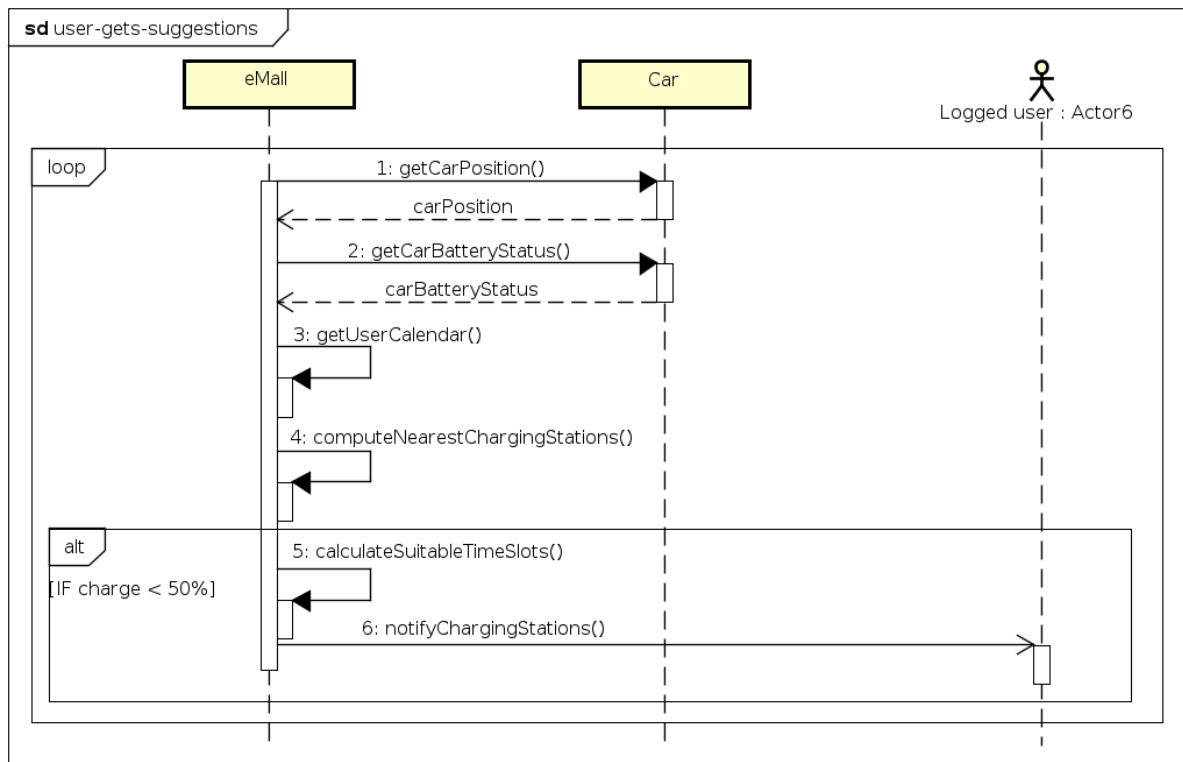 sd user-gets-suggestions
eMall
Car
Logged user : Actor6
loop
1: getCarPosition()
carPosition
2: getCarBatteryStatus()
carBatteryStatus
3: getUserCalendar()
4: computeNearestChargingStations()
alt
5: calculateSuitableTimeSlots()
[IF charge < 50%]
6: notifyChargingStations()